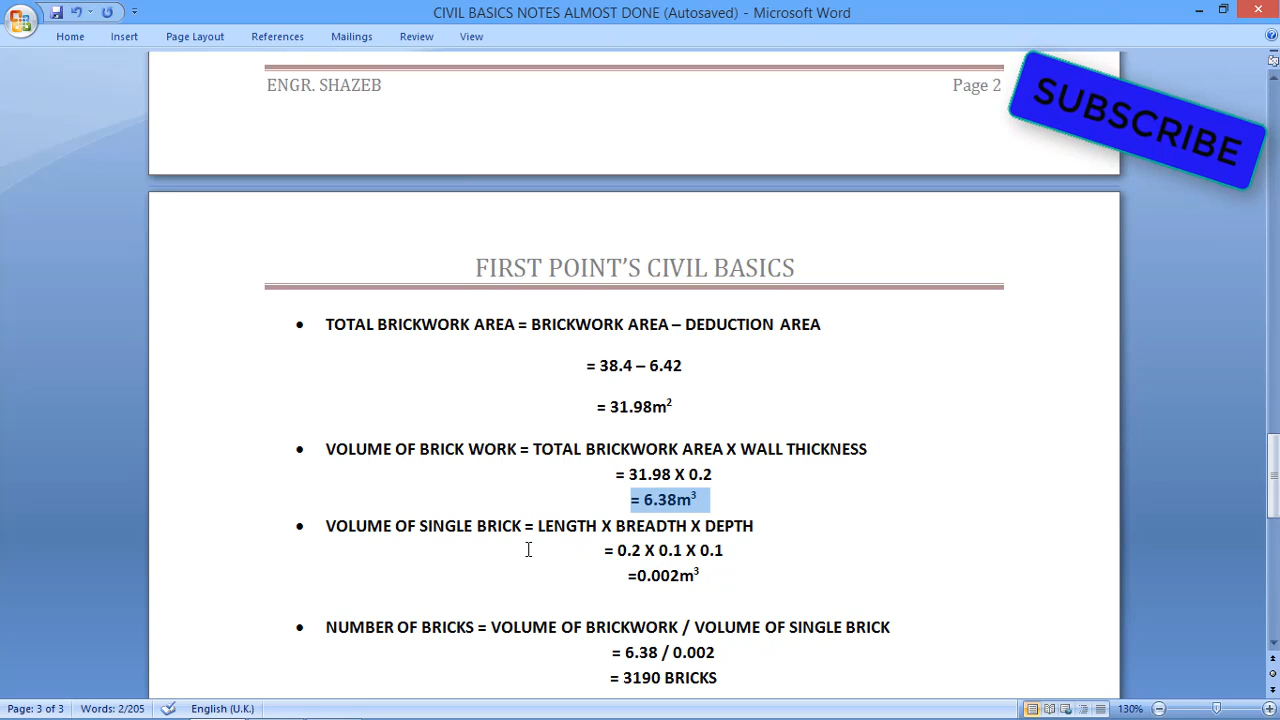 CIVIL BASICS NOTES ALMOST DONE (Autosaved) - Microsoft Word
Home Insert Page Layout References Mailings Review View
ENGR. SHAZEB Page 2
SUBSCRIBE
FIRST POINT’S CIVIL BASICS
• TOTAL BRICKWORK AREA = BRICKWORK AREA – DEDUCTION AREA
= 38.4 – 6.42
= 31.98m²
• VOLUME OF BRICK WORK = TOTAL BRICKWORK AREA X WALL THICKNESS
= 31.98 X 0.2
= 6.38m³
• VOLUME OF SINGLE BRICK = LENGTH X BREADTH X DEPTH
= 0.2 X 0.1 X 0.1
=0.002m³
• NUMBER OF BRICKS = VOLUME OF BRICKWORK / VOLUME OF SINGLE BRICK
= 6.38 / 0.002
= 3190 BRICKS
Page: 3 of 3 Words: 2/205 English (U.K.) 130%